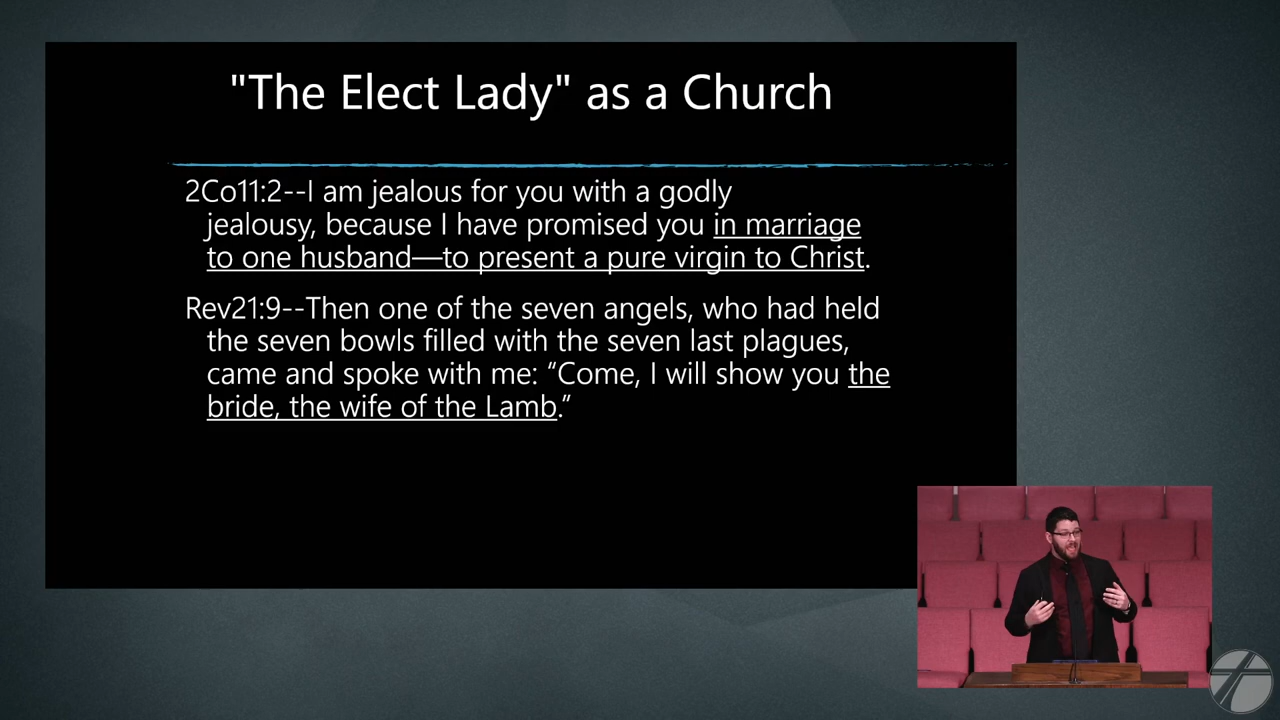 "The Elect Lady" as a Church
2Co11:2--I am jealous for you with a godly
jealousy, because I have promised you in marriage
to one husband—to present a pure virgin to Christ.
Rev21:9--Then one of the seven angels, who had held
the seven bowls filled with the seven last plagues,
came and spoke with me: “Come, I will show you the
bride, the wife of the Lamb.”